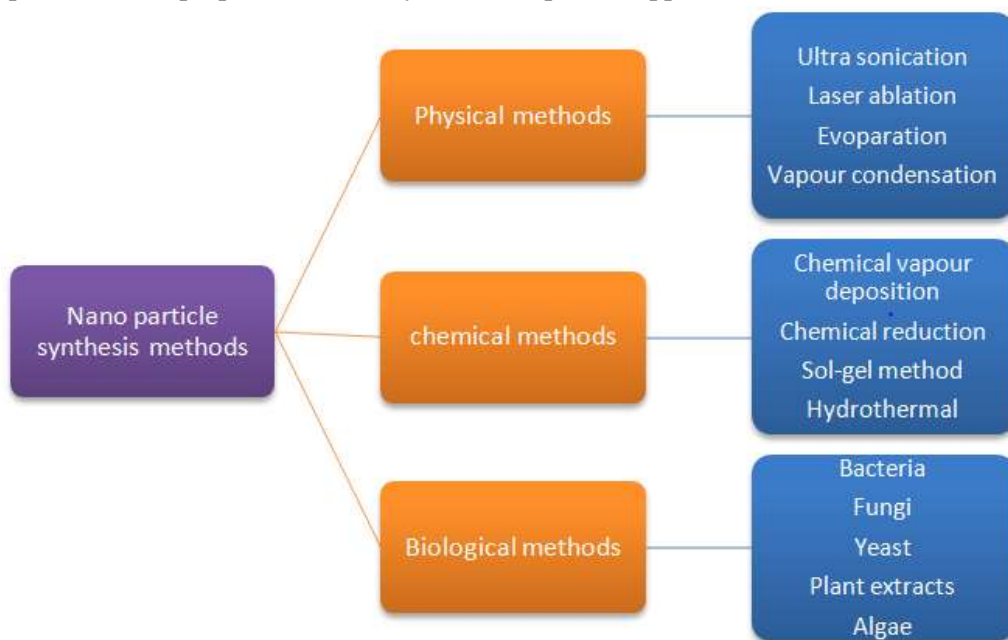 Nano particle
synthesis methods
Physical methods
Ultra sonication
Laser ablation
Evoparation
Vapour condensation
chemical methods
Chemical vapour
deposition
Chemical reduction
Sol-gel method
Hydrothermal
Biological methods
Bacteria
Fungi
Yeast
Plant extracts
Algae